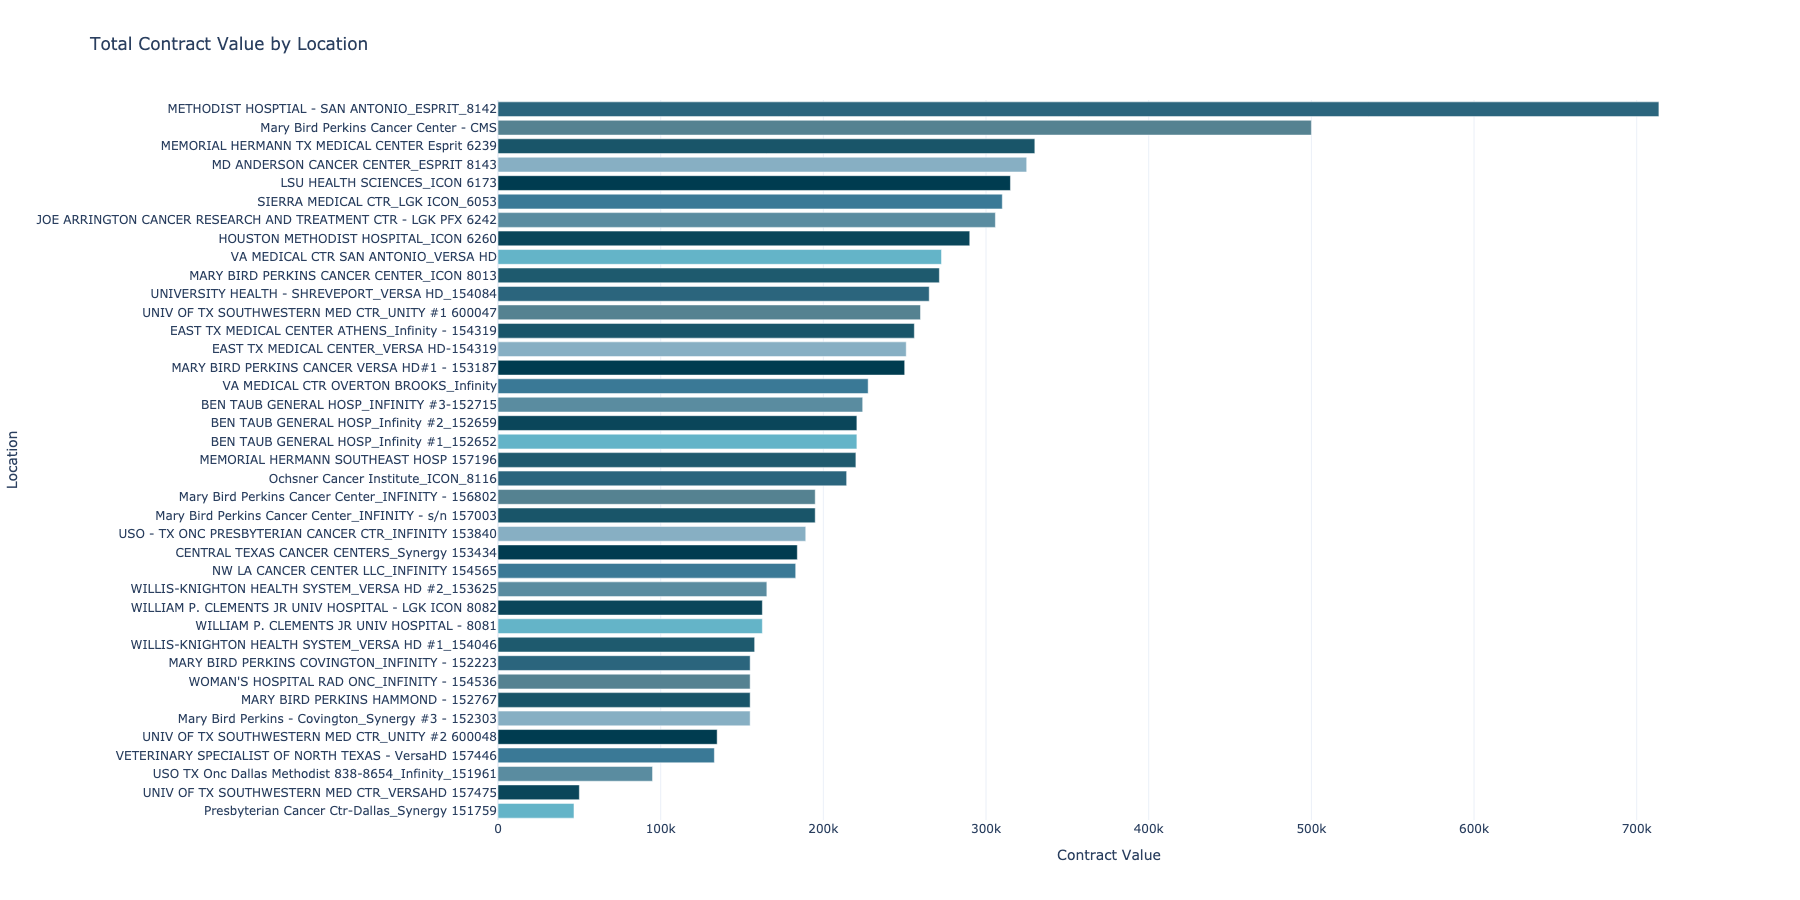 Total Contract Value by Location
METHODIST HOSPTIAL - SAN ANTONIO_ESPRIT_8142
Mary Bird Perkins Cancer Center - CMS
MEMORIAL HERMANN TX MEDICAL CENTER Esprit 6239
MD ANDERSON CANCER CENTER_ESPRIT 8143
LSU HEALTH SCIENCES_ICON 6173
SIERRA MEDICAL CTR_LGK ICON_6053
JOE ARRINGTON CANCER RESEARCH AND TREATMENT CTR - LGK PFX 6242
HOUSTON METHODIST HOSPITAL_ICON 6260
VA MEDICAL CTR SAN ANTONIO_VERSA HD
MARY BIRD PERKINS CANCER CENTER_ICON 8013
UNIVERSITY HEALTH - SHREVEPORT_VERSA HD_154084
UNIV OF TX SOUTHWESTERN MED CTR_UNITY #1 600047
EAST TX MEDICAL CENTER ATHENS_Infinity - 154319
EAST TX MEDICAL CENTER_VERSA HD-154319
MARY BIRD PERKINS CANCER VERSA HD#1 - 153187
VA MEDICAL CTR OVERTON BROOKS_Infinity
BEN TAUB GENERAL HOSP_INFINITY #3-152715
BEN TAUB GENERAL HOSP_Infinity #2_152659
BEN TAUB GENERAL HOSP_Infinity #1_152652
MEMORIAL HERMANN SOUTHEAST HOSP 157196
Ochsner Cancer Institute_ICON_8116
Mary Bird Perkins Cancer Center_INFINITY - 156802
Mary Bird Perkins Cancer Center_INFINITY - s/n 157003
USO - TX ONC PRESBYTERIAN CANCER CTR_INFINITY 153840
CENTRAL TEXAS CANCER CENTERS_Synergy 153434
NW LA CANCER CENTER LLC_INFINITY 154565
WILLIS-KNIGHTON HEALTH SYSTEM_VERSA HD #2_153625
WILLIAM P. CLEMENTS JR UNIV HOSPITAL - LGK ICON 8082
WILLIAM P. CLEMENTS JR UNIV HOSPITAL - 8081
WILLIS-KNIGHTON HEALTH SYSTEM_VERSA HD #1_154046
MARY BIRD PERKINS COVINGTON_INFINITY - 152223
WOMAN'S HOSPITAL RAD ONC_INFINITY - 154536
MARY BIRD PERKINS HAMMOND - 152767
Mary Bird Perkins - Covington_Synergy #3 - 152303
UNIV OF TX SOUTHWESTERN MED CTR_UNITY #2 600048
VETERINARY SPECIALIST OF NORTH TEXAS - VersaHD 157446
USO TX Onc Dallas Methodist 838-8654_Infinity_151961
UNIV OF TX SOUTHWESTERN MED CTR_VERSAHD 157475
Presbyterian Cancer Ctr-Dallas_Synergy 151759
Location
0 100k 200k 300k 400k 500k 600k 700k
Contract Value